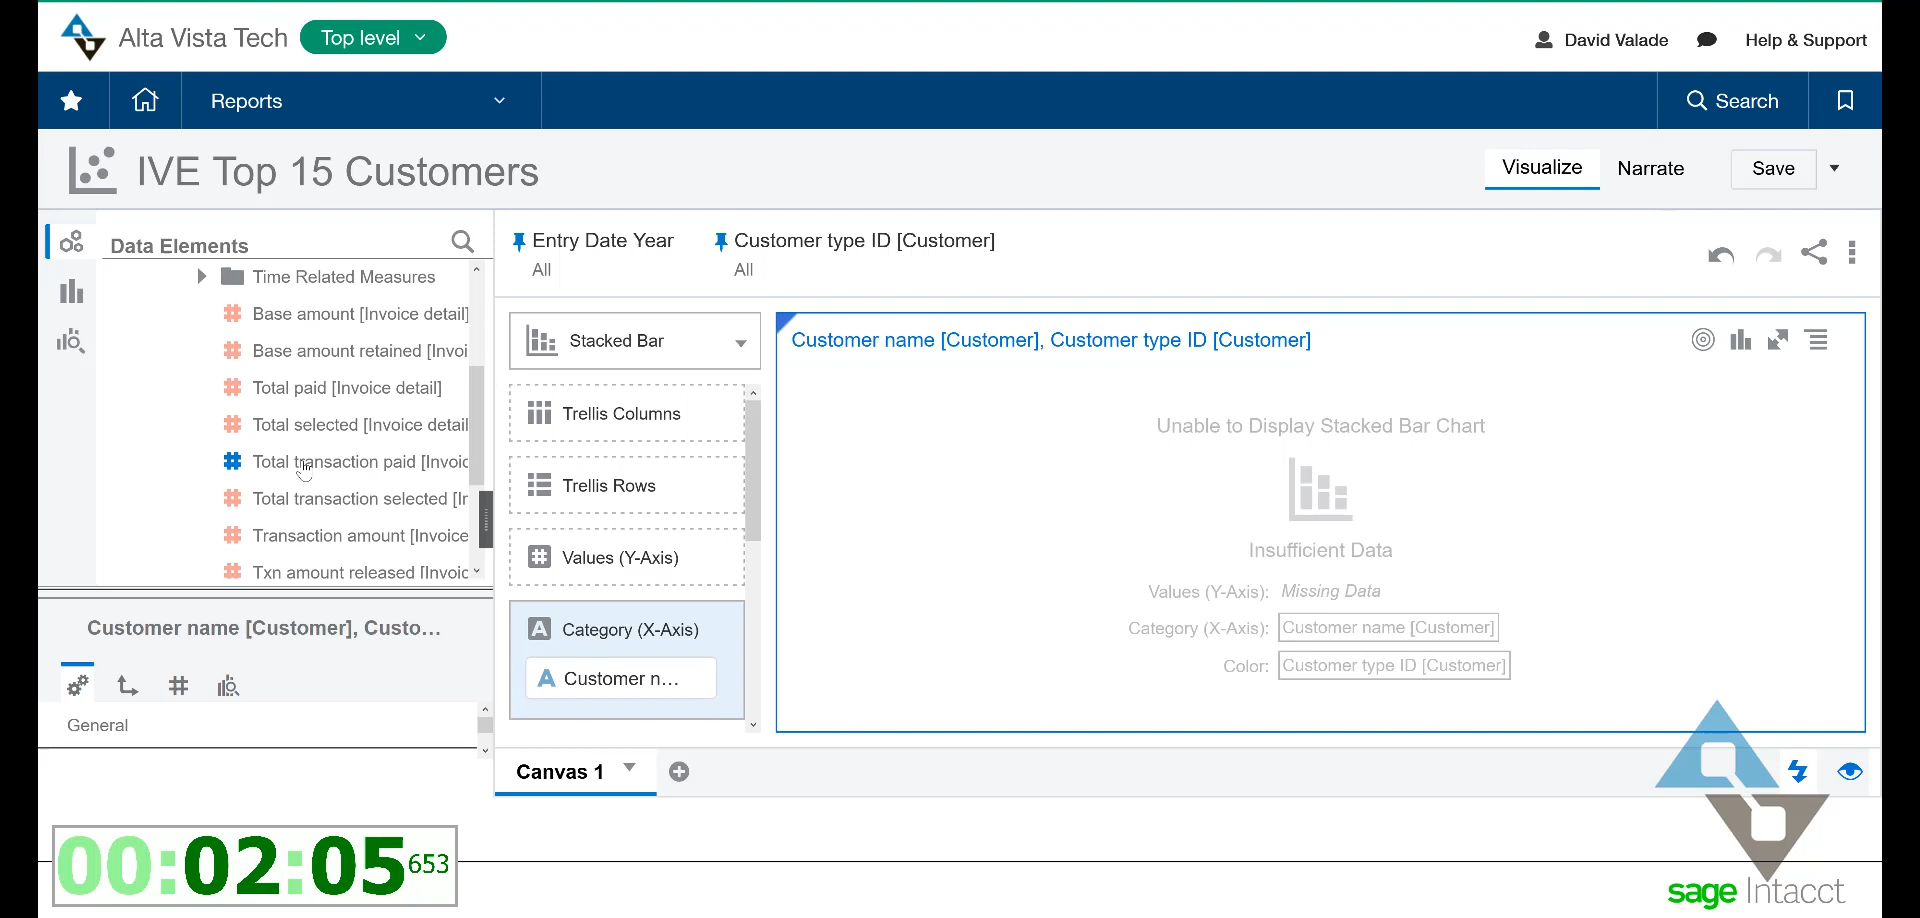 Alta Vista Tech
Top level
David Valade
Help & Support
Reports
Search
IVE Top 15 Customers
Visualize
Narrate
Save
Data Elements
Time Related Measures
Base amount [Invoice detail]
Base amount retained [Invoi
Total paid [Invoice detail]
Total selected [Invoice detail
Total transaction paid [Invoic
Total transaction selected [Ir
Transaction amount [Invoice
Txn amount released [Invoic
Customer name [Customer], Custo...
General
Entry Date Year
All
Customer type ID [Customer]
All
Stacked Bar
Trellis Columns
Trellis Rows
Values (Y-Axis)
A Category (X-Axis)
A Customer n...
Customer name [Customer], Customer type ID [Customer]
Unable to Display Stacked Bar Chart
Insufficient Data
Values (Y-Axis): Missing Data
Category (X-Axis): Customer name [Customer]
Color: Customer type ID [Customer]
Canvas 1
00:02:05 653
sage Intacct